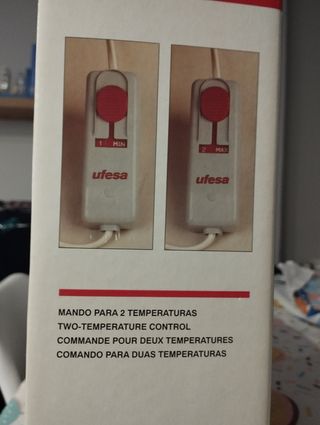 1 MIN
ufesa
2 MAX
ufesa
MANDO PARA 2 TEMPERATURAS
TWO-TEMPERATURE CONTROL
COMMANDE POUR DEUX TEMPERATURES
COMANDO PARA DUAS TEMPERATURAS